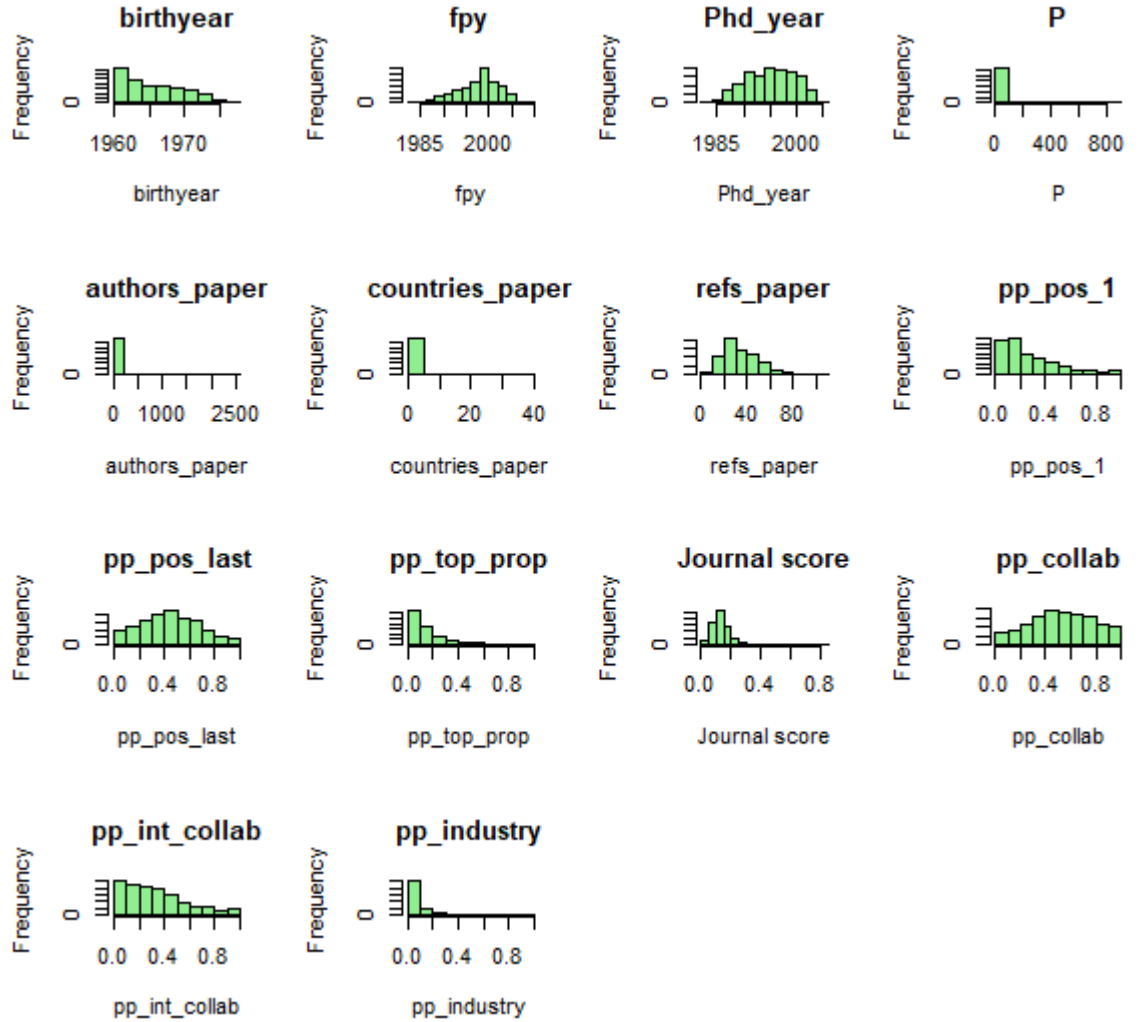 birthyear
Frequency
0
1960 1970
birthyear
fpy
Frequency
0
1985 2000
fpy
Phd_year
Frequency
0
1985 2000
Phd_year
P
Frequency
0
0 400 800
P
authors_paper
Frequency
0
0 1000 2500
authors_paper
countries_paper
Frequency
0
0 20 40
countries_paper
refs_paper
Frequency
0
0 40 80
refs_paper
pp_pos_1
Frequency
0
0.0 0.4 0.8
pp_pos_1
pp_pos_last
Frequency
0
0.0 0.4 0.8
pp_pos_last
pp_top_prop
Frequency
0
0.0 0.4 0.8
pp_top_prop
Journal score
Frequency
0
0.0 0.4 0.8
Journal score
pp_collab
Frequency
0
0.0 0.4 0.8
pp_collab
pp_int_collab
Frequency
0
0.0 0.4 0.8
pp_int_collab
pp_industry
Frequency
0
0.0 0.4 0.8
pp_industry